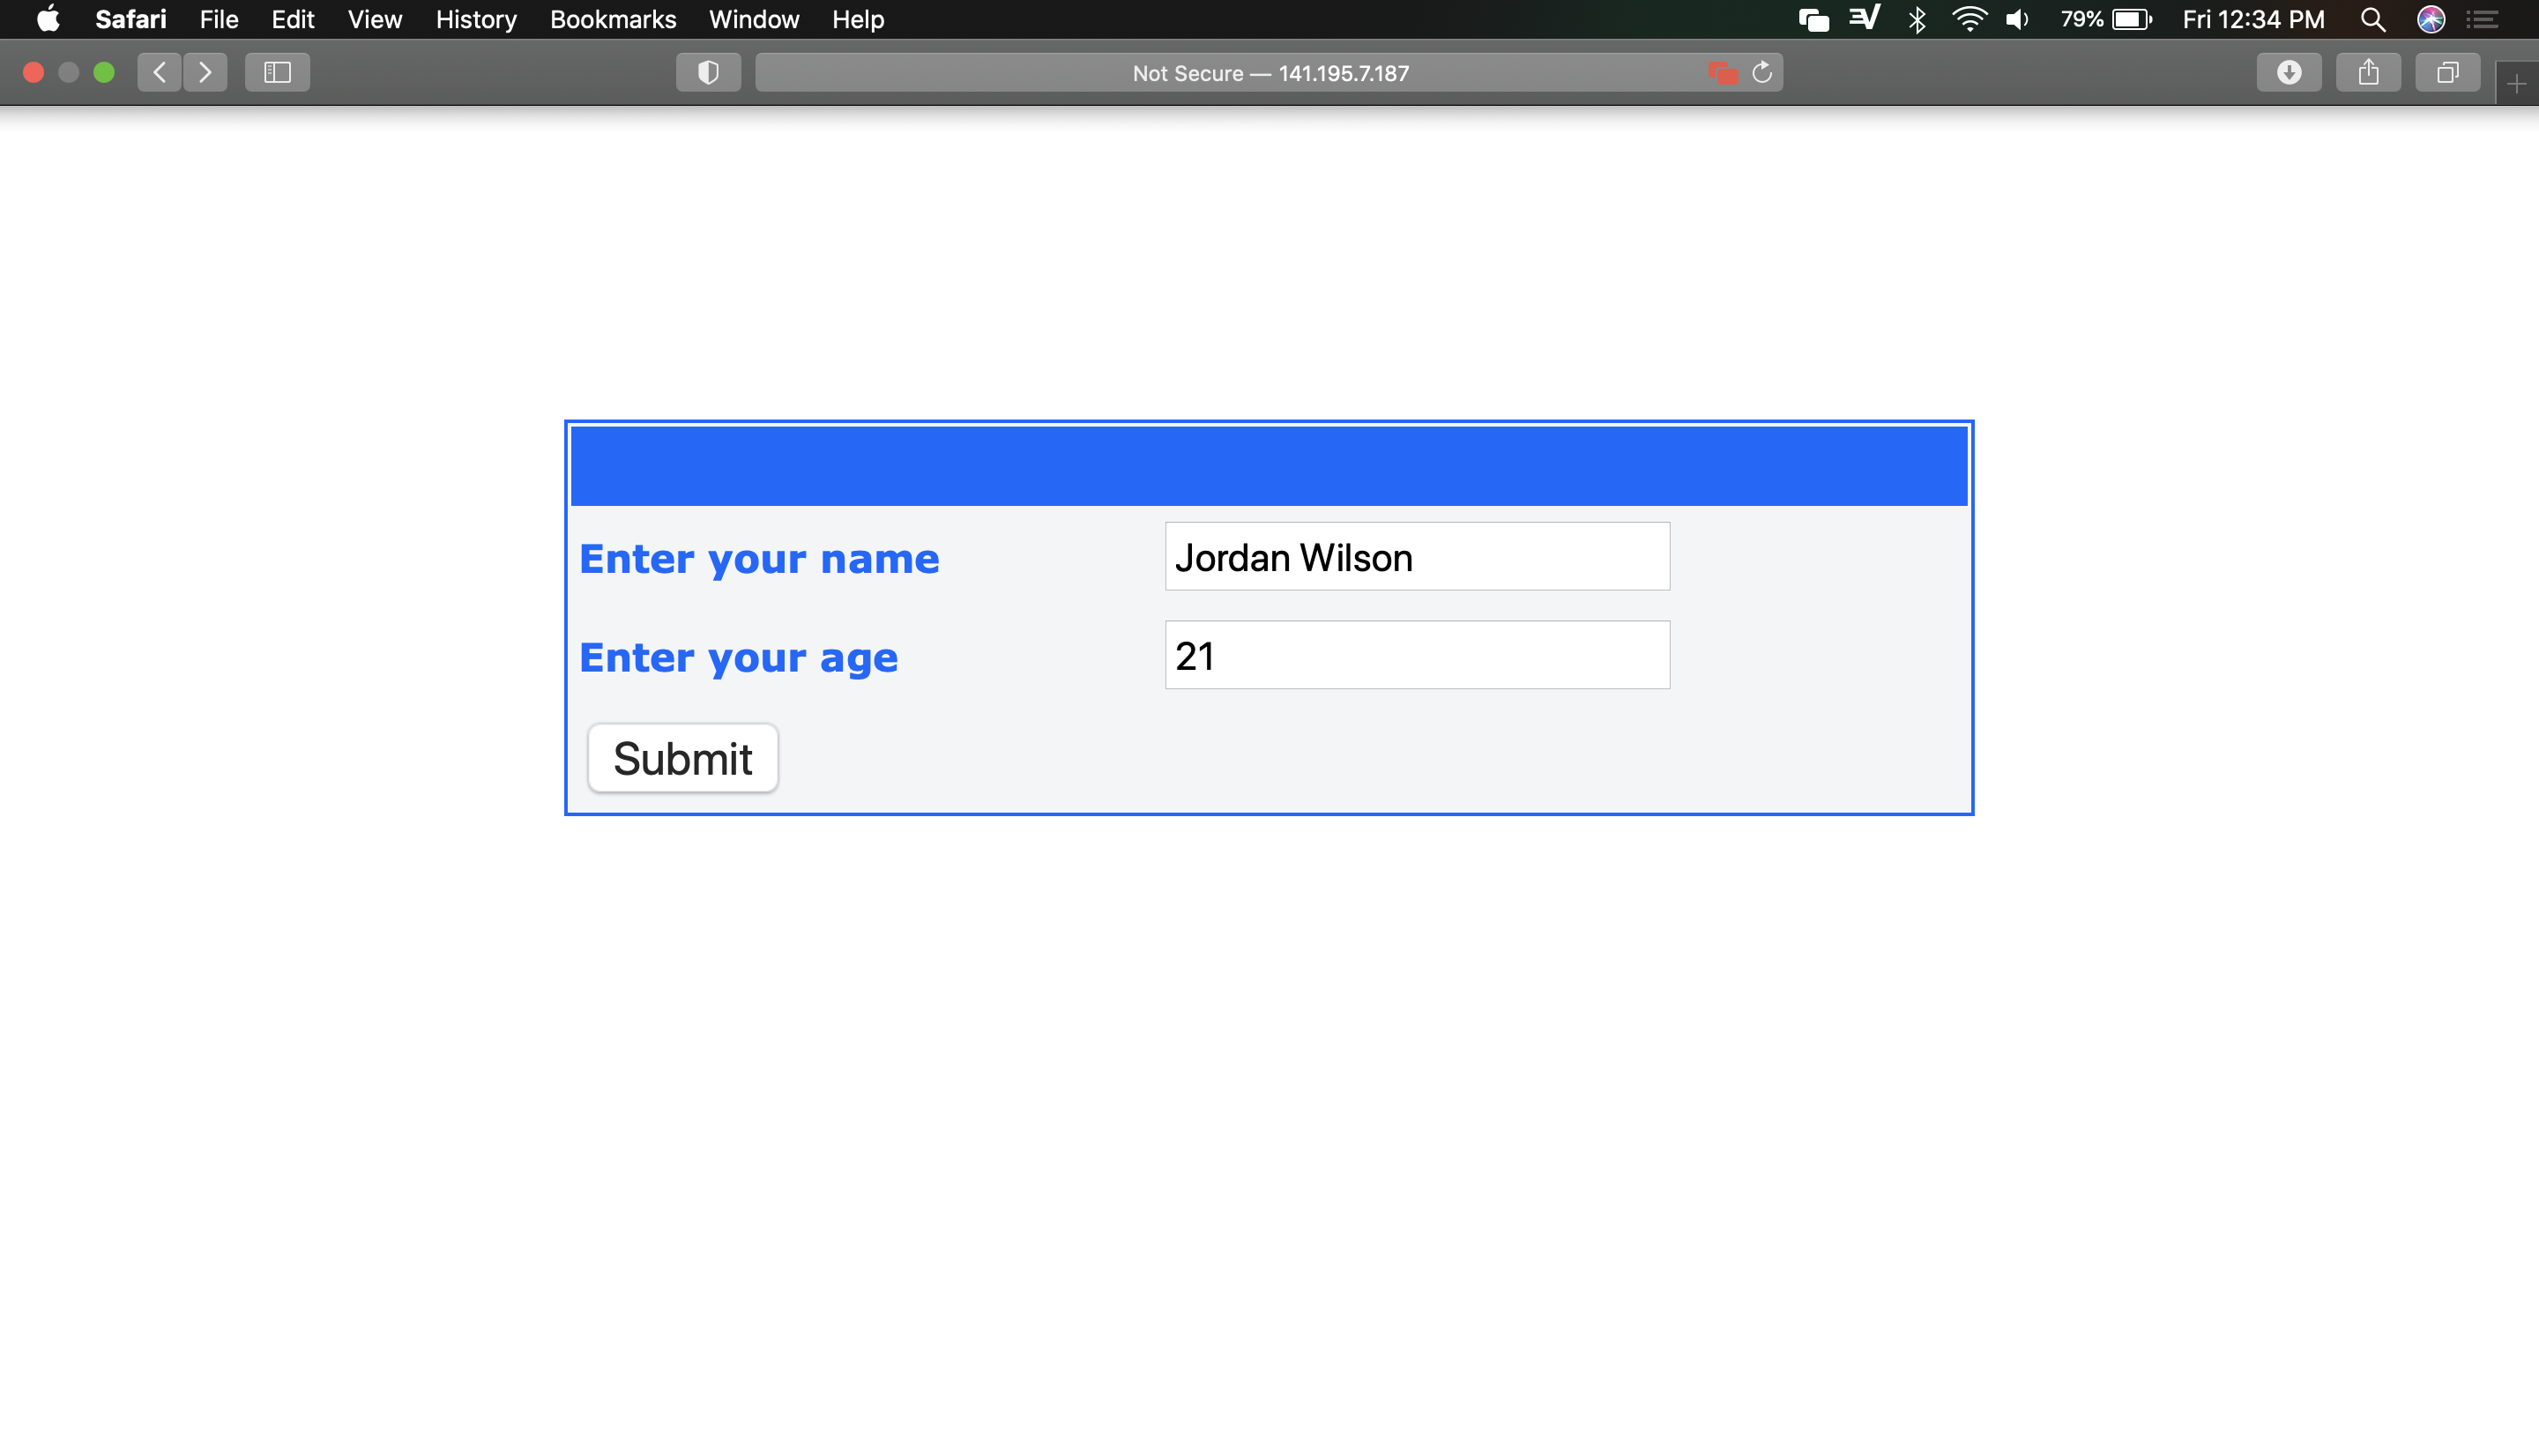 Safari File Edit View History Bookmarks Window Help 79% Fri 12:34 PM
Not Secure — 141.195.7.187
Enter your name Jordan Wilson
Enter your age 21
Submit